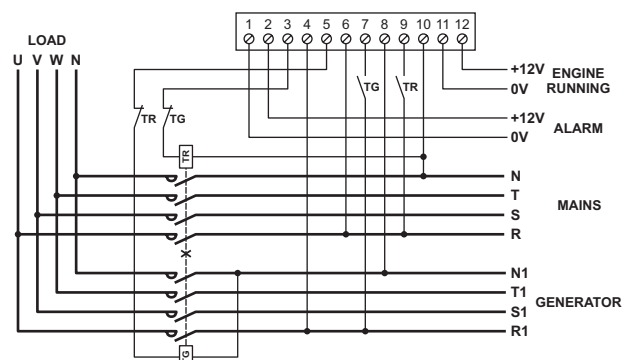 1 2 3 4 5 6 7 8 9 10 11 12
LOAD
U V W N
+12V
0V
ENGINE
RUNNING
TG
TR
TR
TG
+12V
0V
ALARM
TR
N
T
S
R
MAINS
N1
T1
S1
R1
GENERATOR
TG